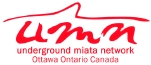 umn
underground miata network
Ottawa Ontario Canada